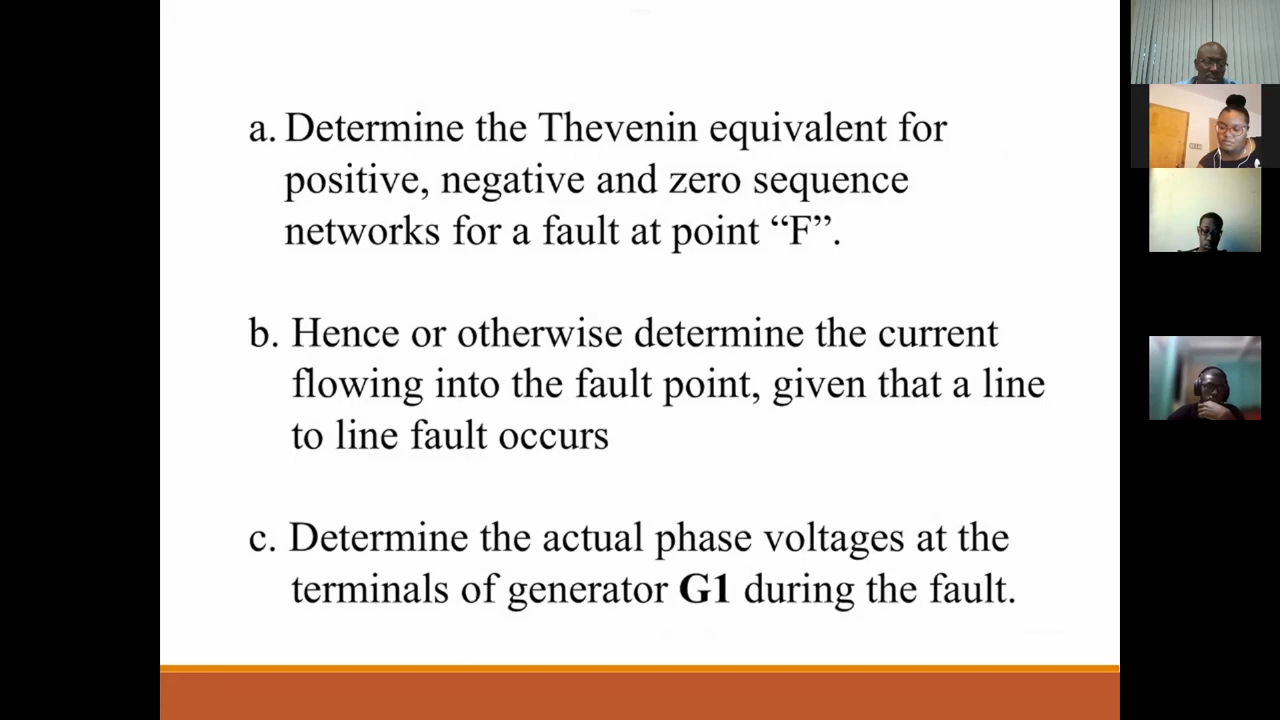 a. Determine the Thevenin equivalent for
positive, negative and zero sequence
networks for a fault at point “F”.
b. Hence or otherwise determine the current
flowing into the fault point, given that a line
to line fault occurs
c. Determine the actual phase voltages at the
terminals of generator G1 during the fault.